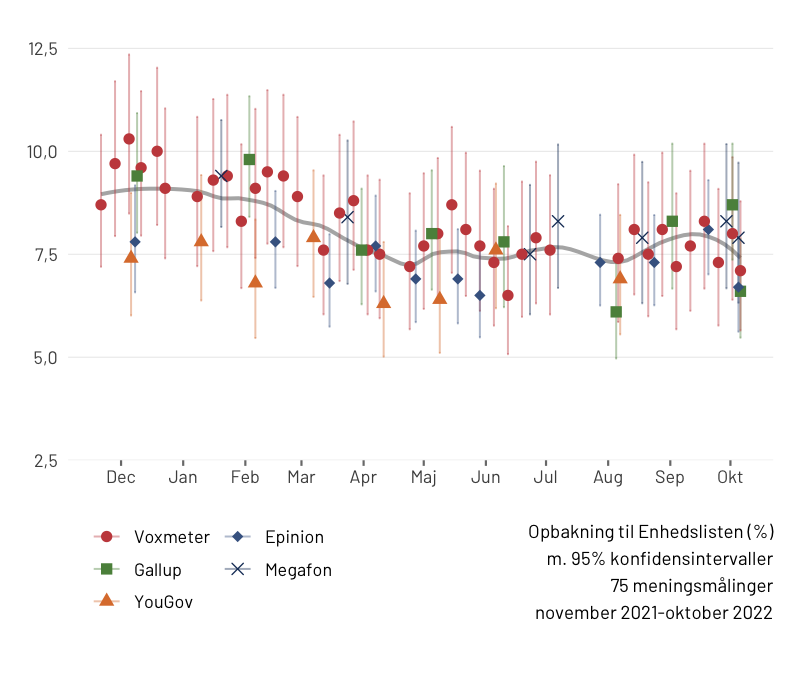 12,5
10,0
7,5
5,0
2,5
Dec Jan Feb Mar Apr Maj Jun Jul Aug Sep Okt
Voxmeter Epinion
Gallup Megafon
YouGov
Opbakning til Enhedslisten (%)
m. 95% konfidensintervaller
75 meningsmålinger
november 2021-oktober 2022